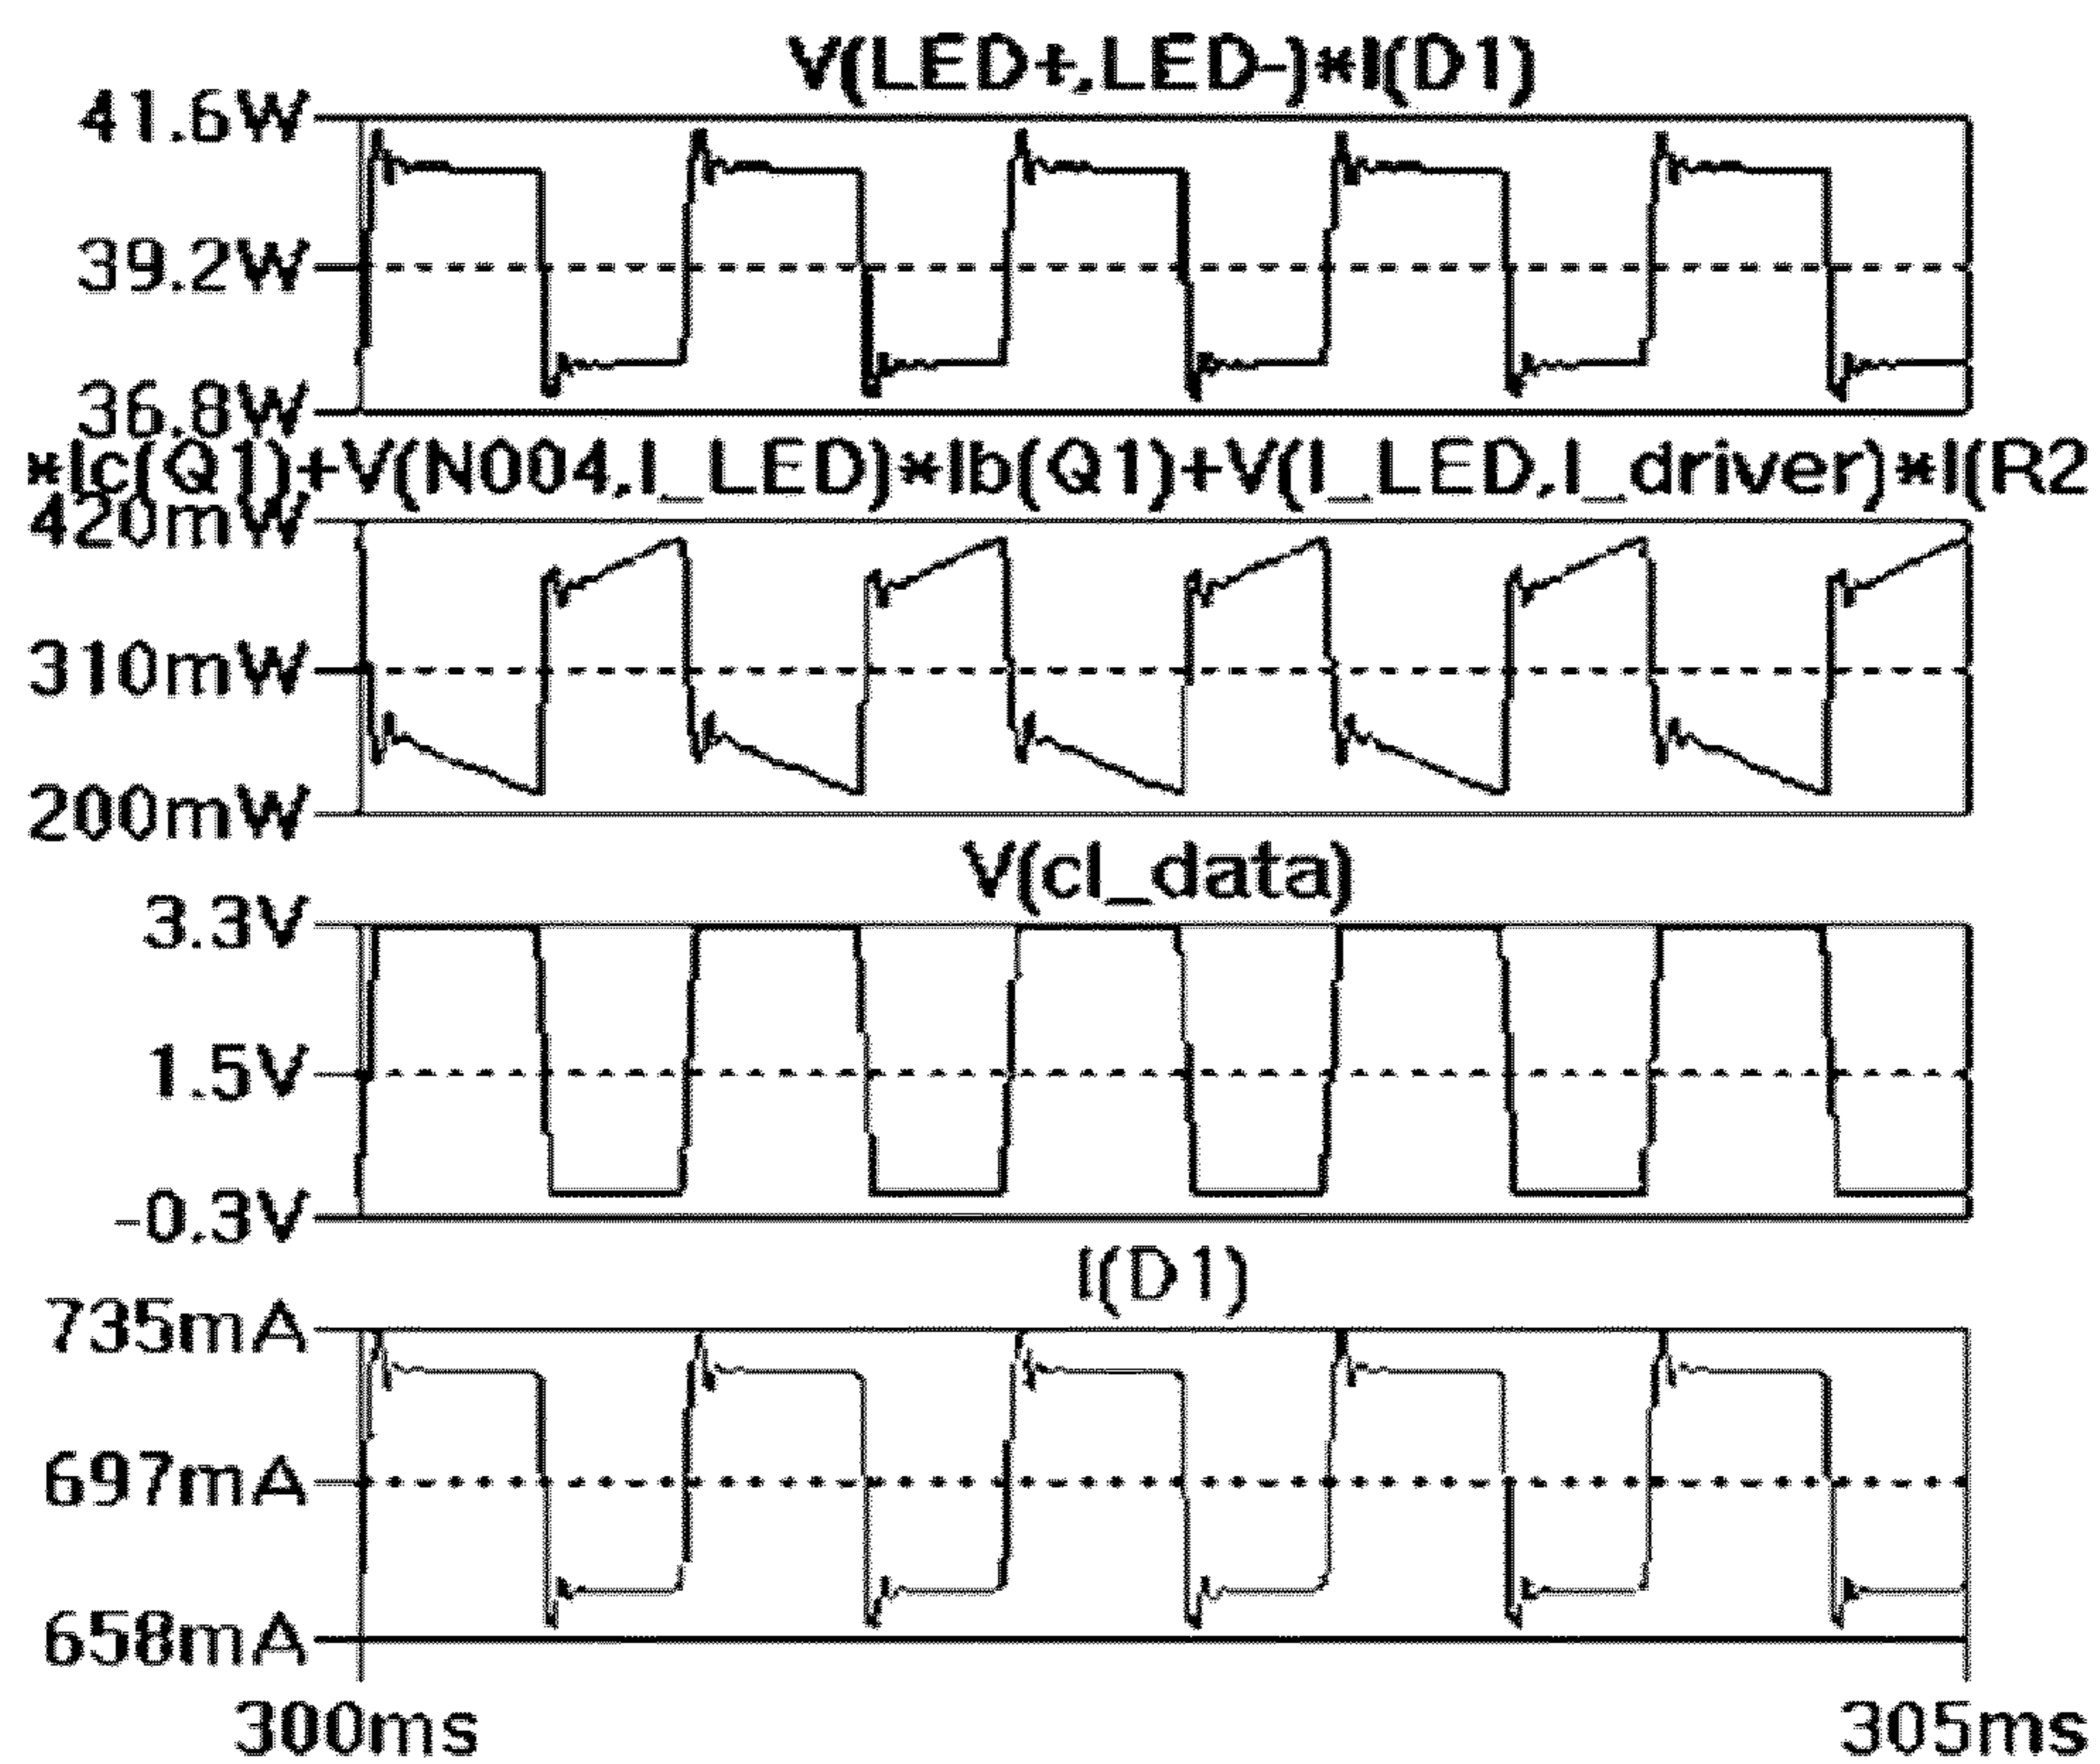 V(LED+,LED-)*I(D1)
41.6W
39.2W
36.8W
*Ic(Q1)+V(N004,I_LED)*Ib(Q1)+V(I_LED,I_driver)*I(R2
420mW
310mW
200mW
V(cl_data)
3.3V
1.5V
-0.3V
I(D1)
735mA
697mA
658mA
300ms 305ms